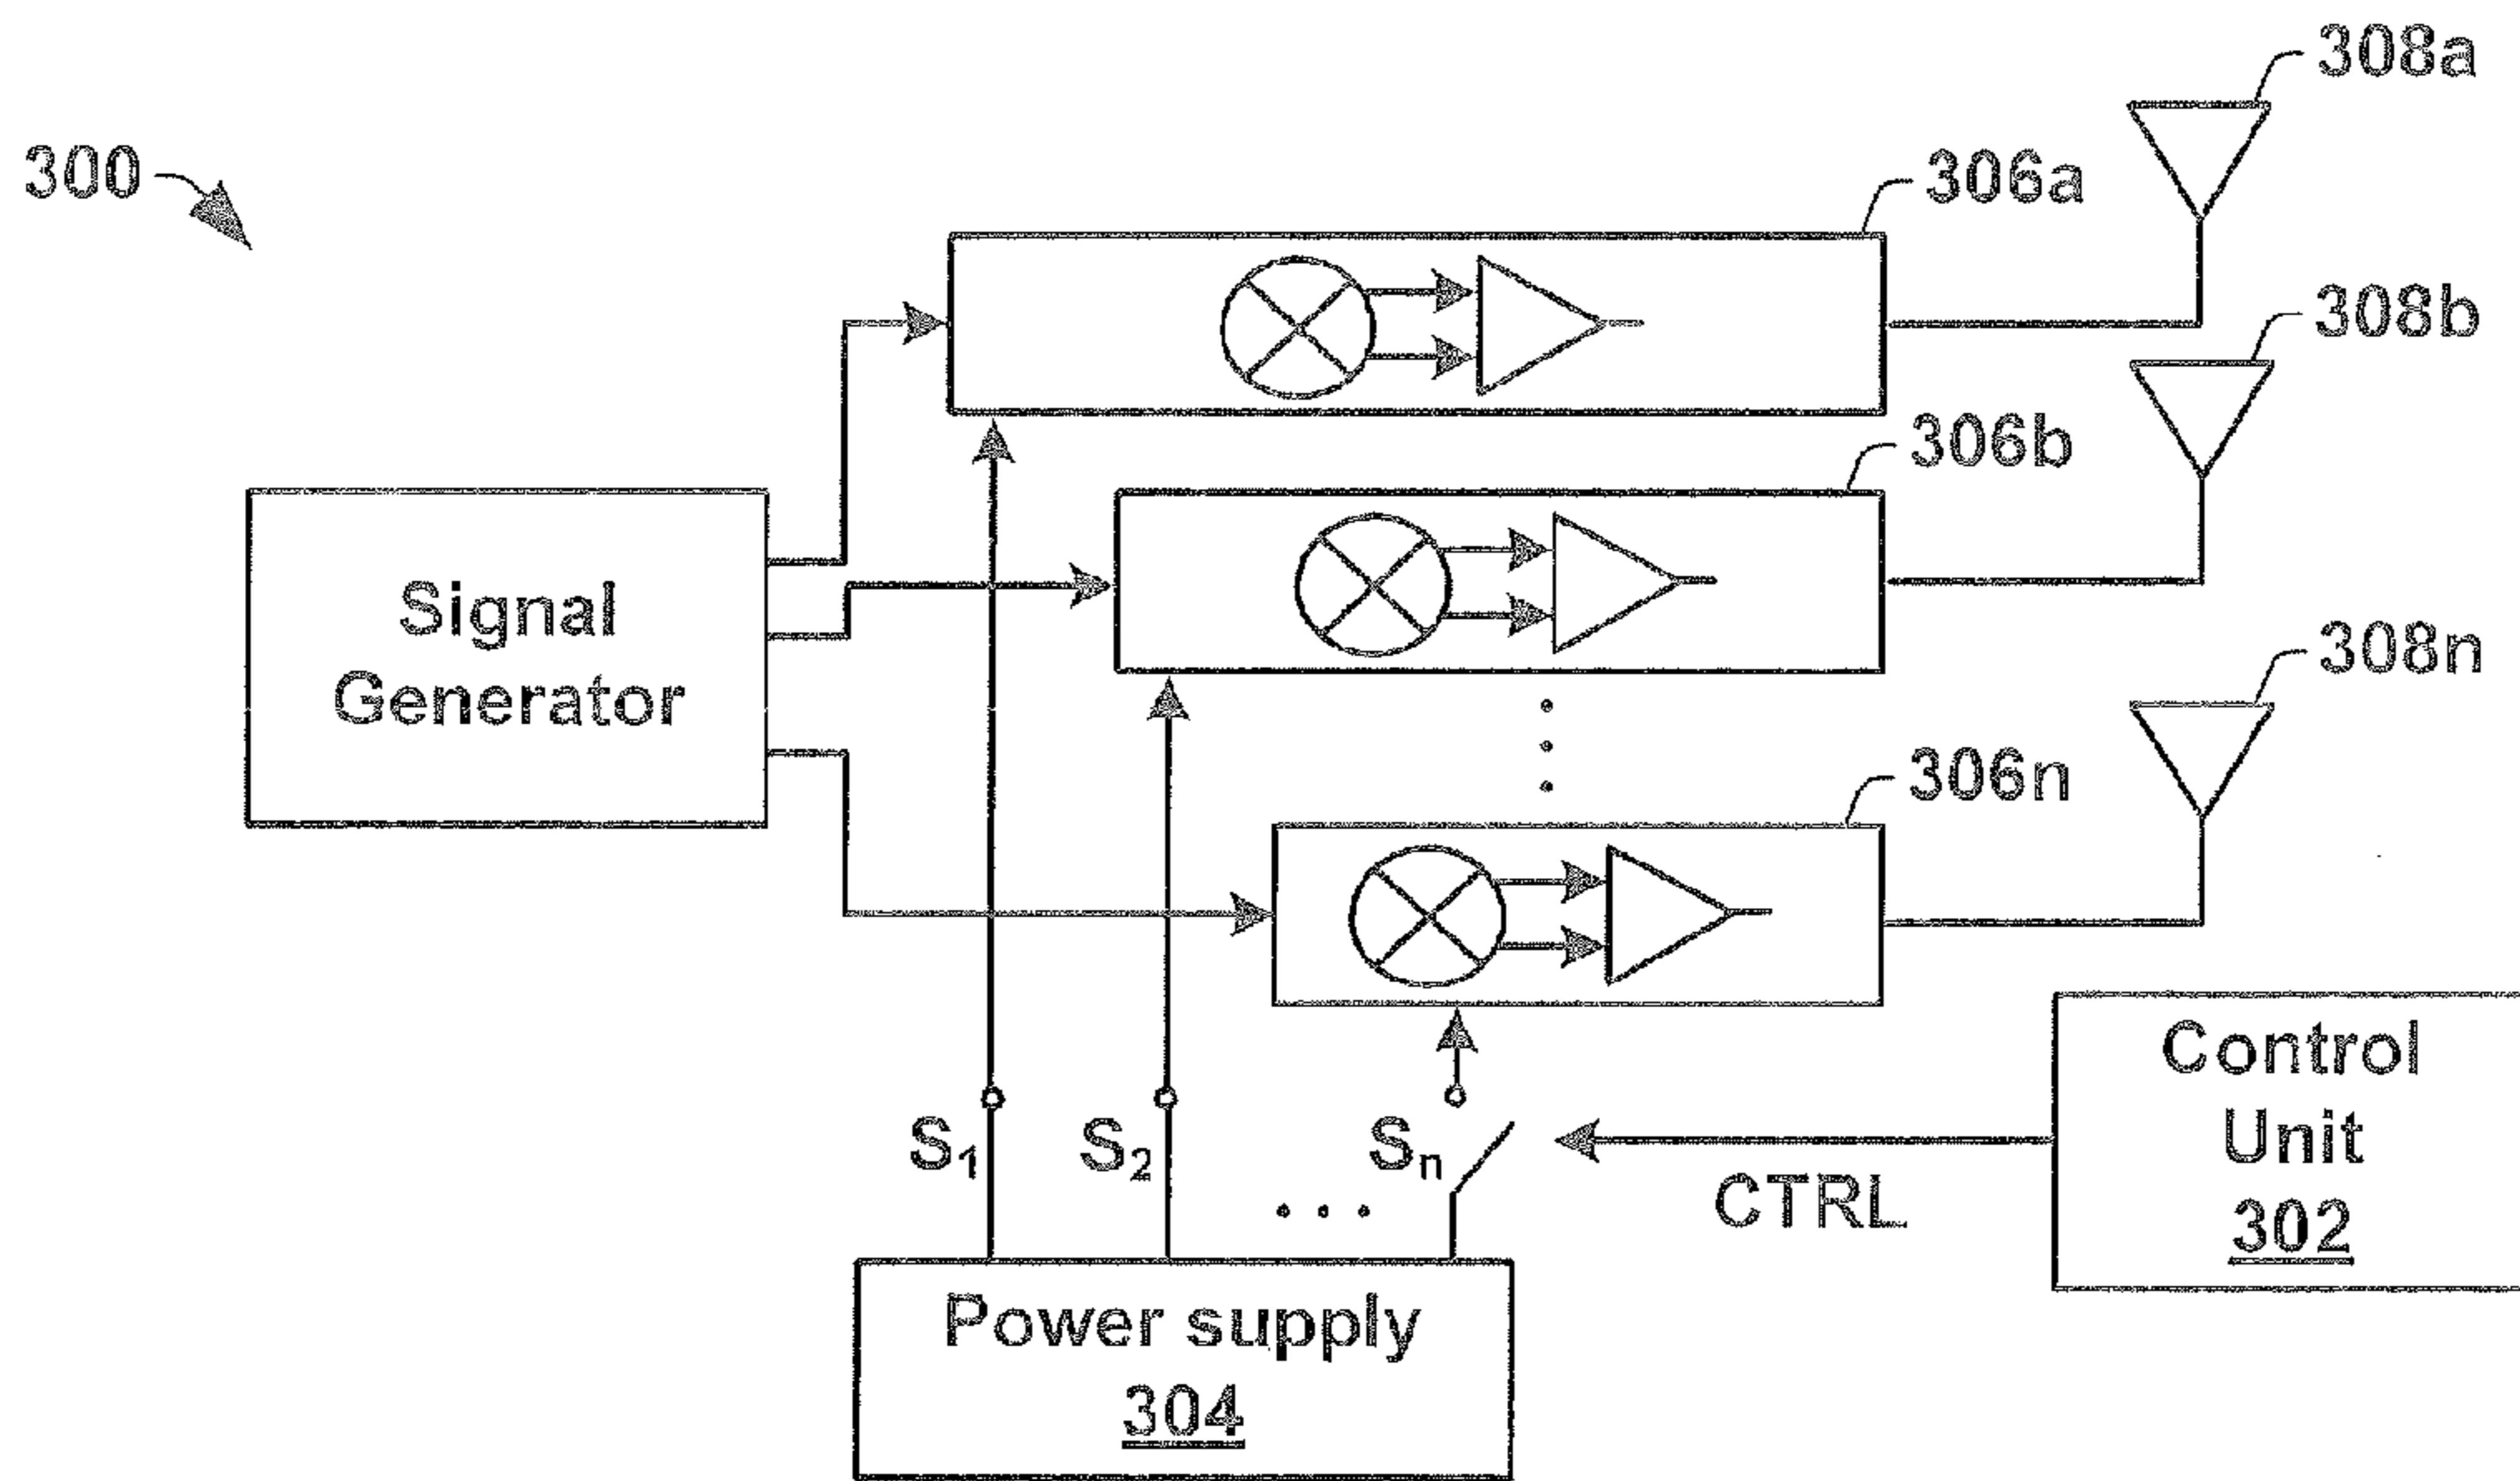 308a
300
306a
308b
306b
Signal
Generator
308n
306n
Control
Unit
302
S1
S2
Sn
CTRL
Power supply
304